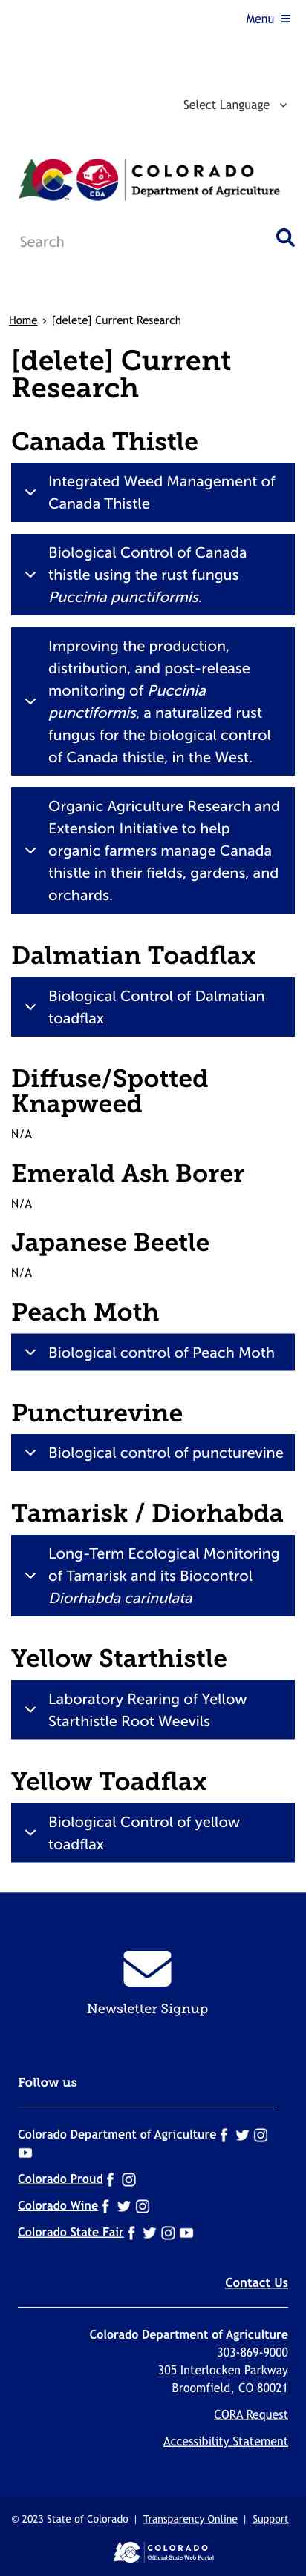 Menu
Select Language
CDA
COLORADO
Department of Agriculture
Search
Home › [delete] Current Research
[delete] Current
Research
Canada Thistle
Integrated Weed Management of
Canada Thistle
Biological Control of Canada
thistle using the rust fungus
Puccinia punctiformis.
Improving the production,
distribution, and post-release
monitoring of Puccinia
punctiformis, a naturalized rust
fungus for the biological control
of Canada thistle, in the West.
Organic Agriculture Research and
Extension Initiative to help
organic farmers manage Canada
thistle in their fields, gardens, and
orchards.
Dalmatian Toadflax
Biological Control of Dalmatian
toadflax
Diffuse/Spotted
Knapweed
N/A
Emerald Ash Borer
N/A
Japanese Beetle
N/A
Peach Moth
Biological control of Peach Moth
Puncturevine
Biological control of puncturevine
Tamarisk / Diorhabda
Long-Term Ecological Monitoring
of Tamarisk and its Biocontrol
Diorhabda carinulata
Yellow Starthistle
Laboratory Rearing of Yellow
Starthistle Root Weevils
Yellow Toadflax
Biological Control of yellow
toadflax
Newsletter Signup
Follow us
Colorado Department of Agriculture
Colorado Proud
Colorado Wine
Colorado State Fair
Contact Us
Colorado Department of Agriculture
303-869-9000
305 Interlocken Parkway
Broomfield, CO 80021
CORA Request
Accessibility Statement
© 2023 State of Colorado | Transparency Online | Support
COLORADO
Official State Web Portal